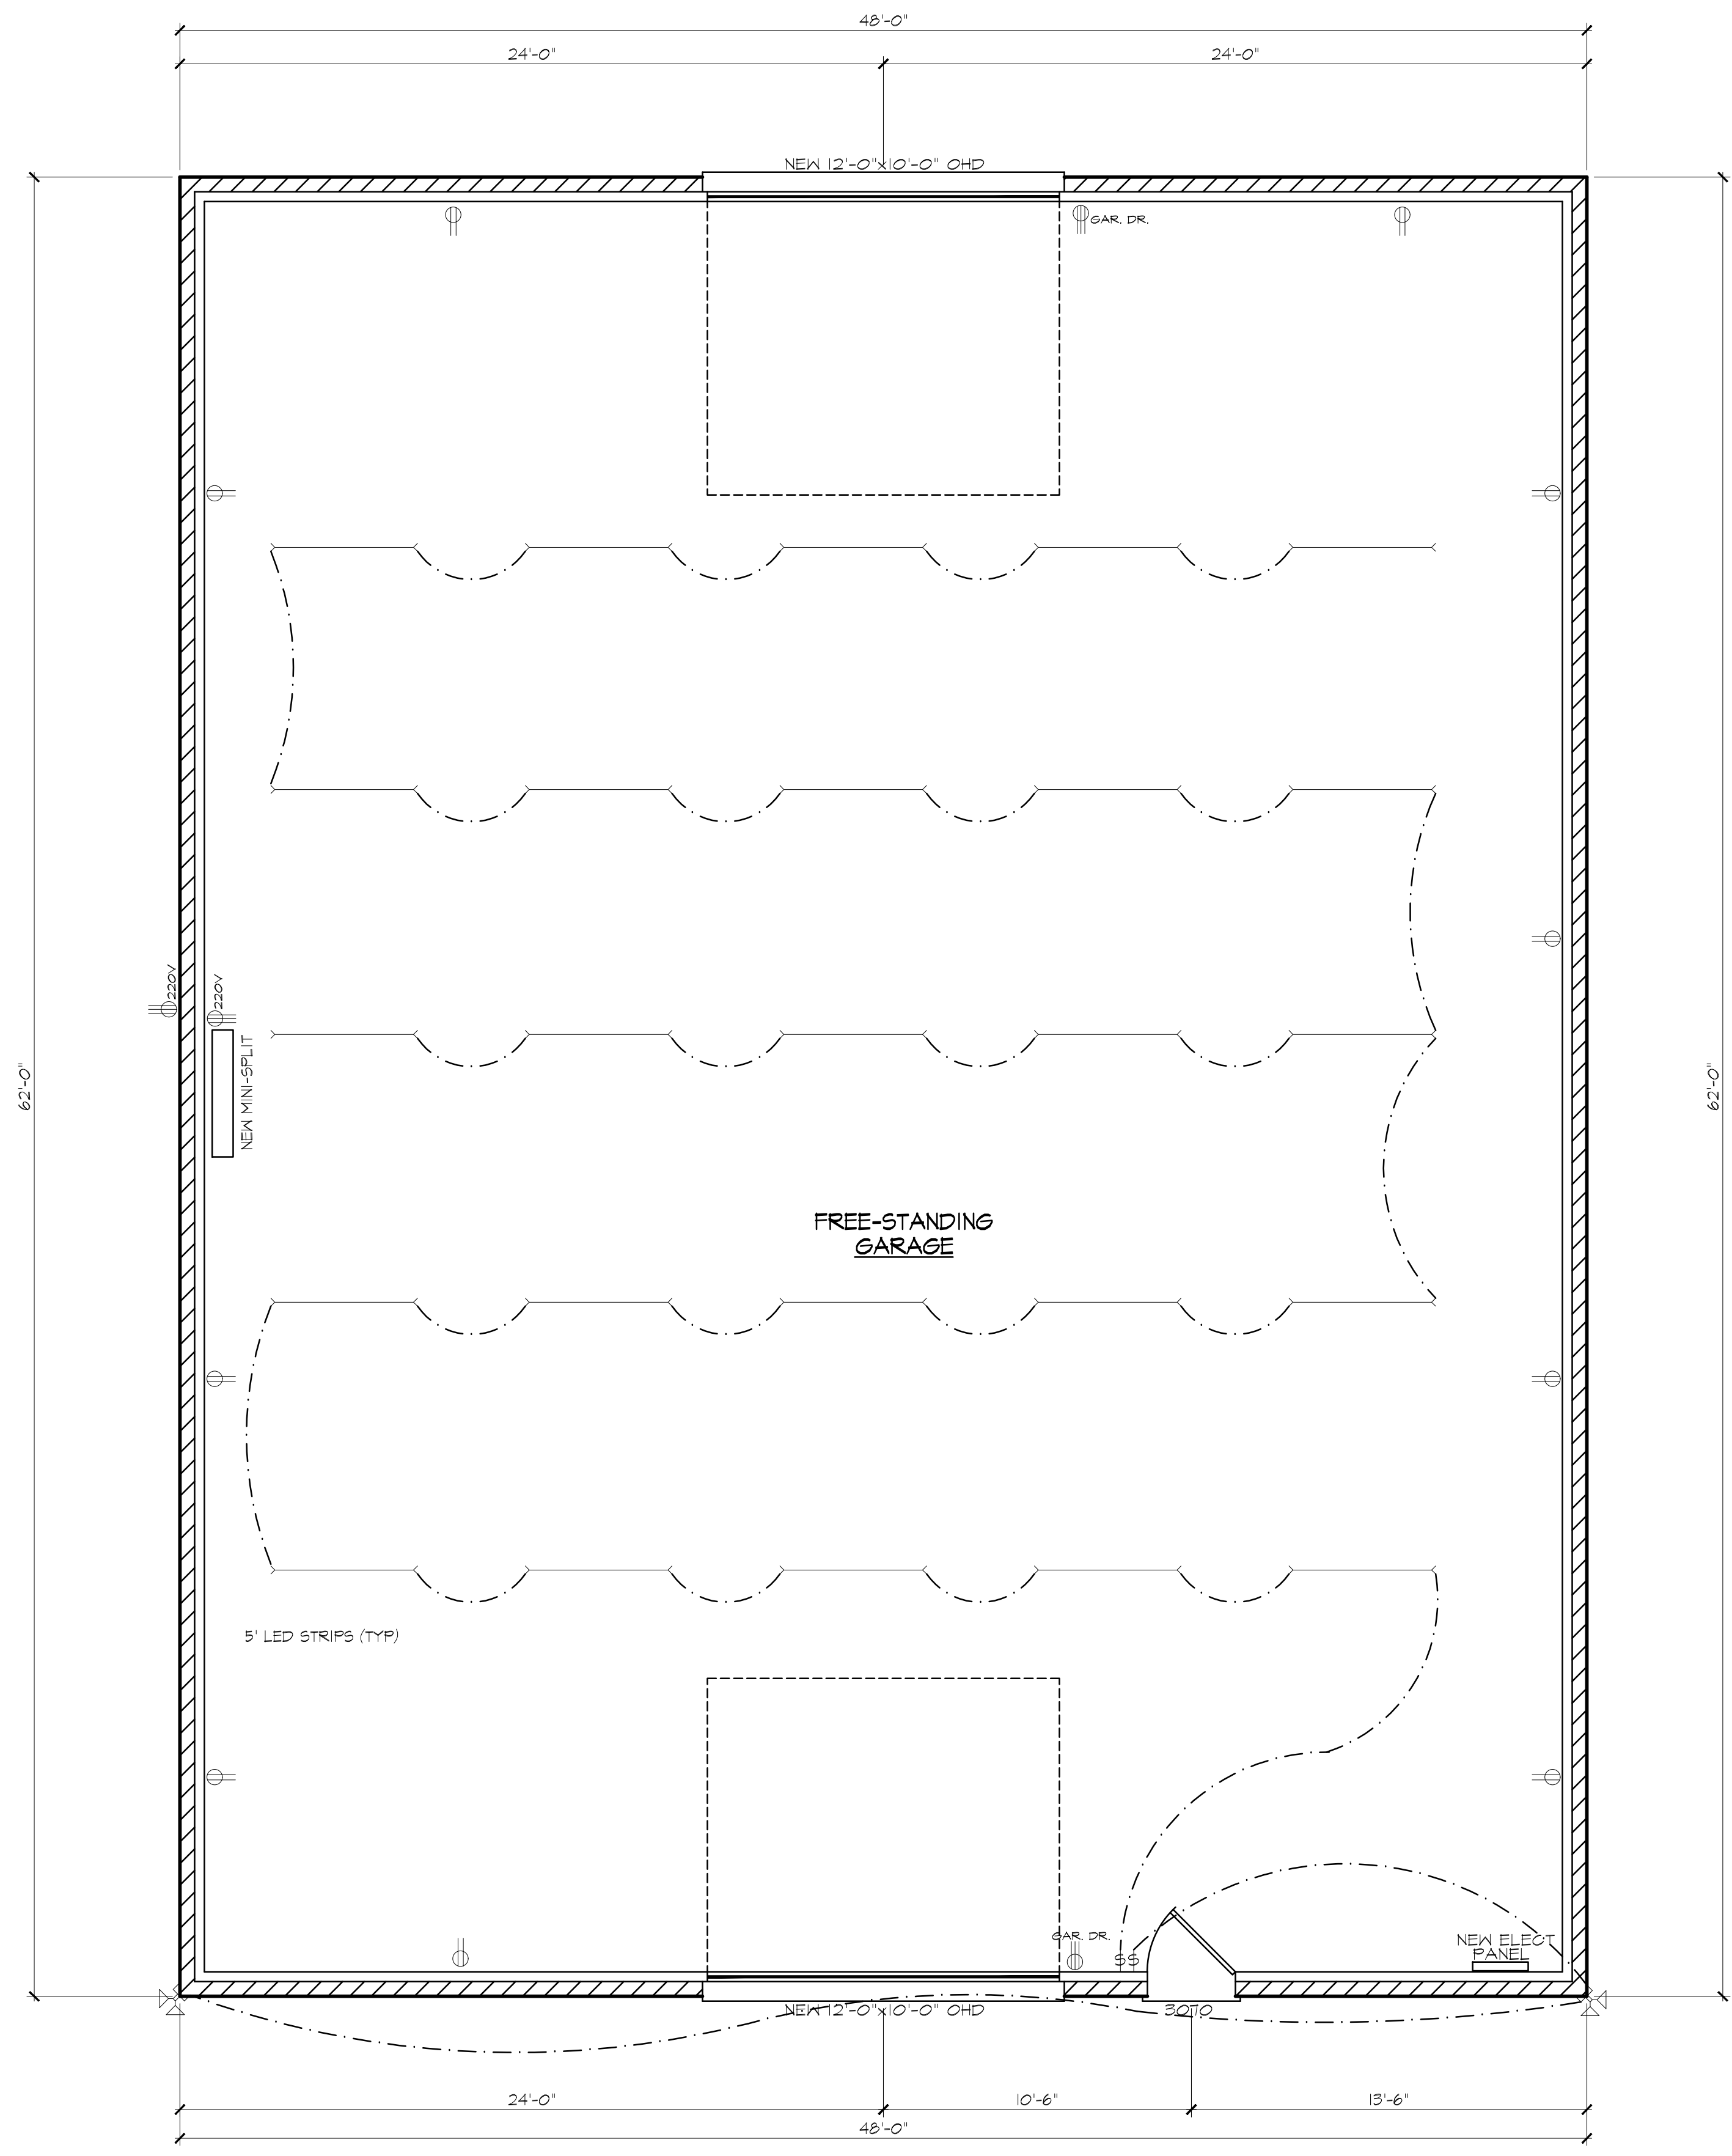 48'-0"
24'-0"
24'-0"
NEW 12'-0"x10'-0" OHD
GAR. DR.
220V
220V
NEW MINI-SPLIT
62'-0"
62'-0"
FREE-STANDING
GARAGE
5' LED STRIPS (TYP)
GAR. DR.
SS
NEW ELECT
PANEL
NEW 12'-0"x10'-0" OHD
3070
24'-0"
10'-6"
13'-6"
48'-0"